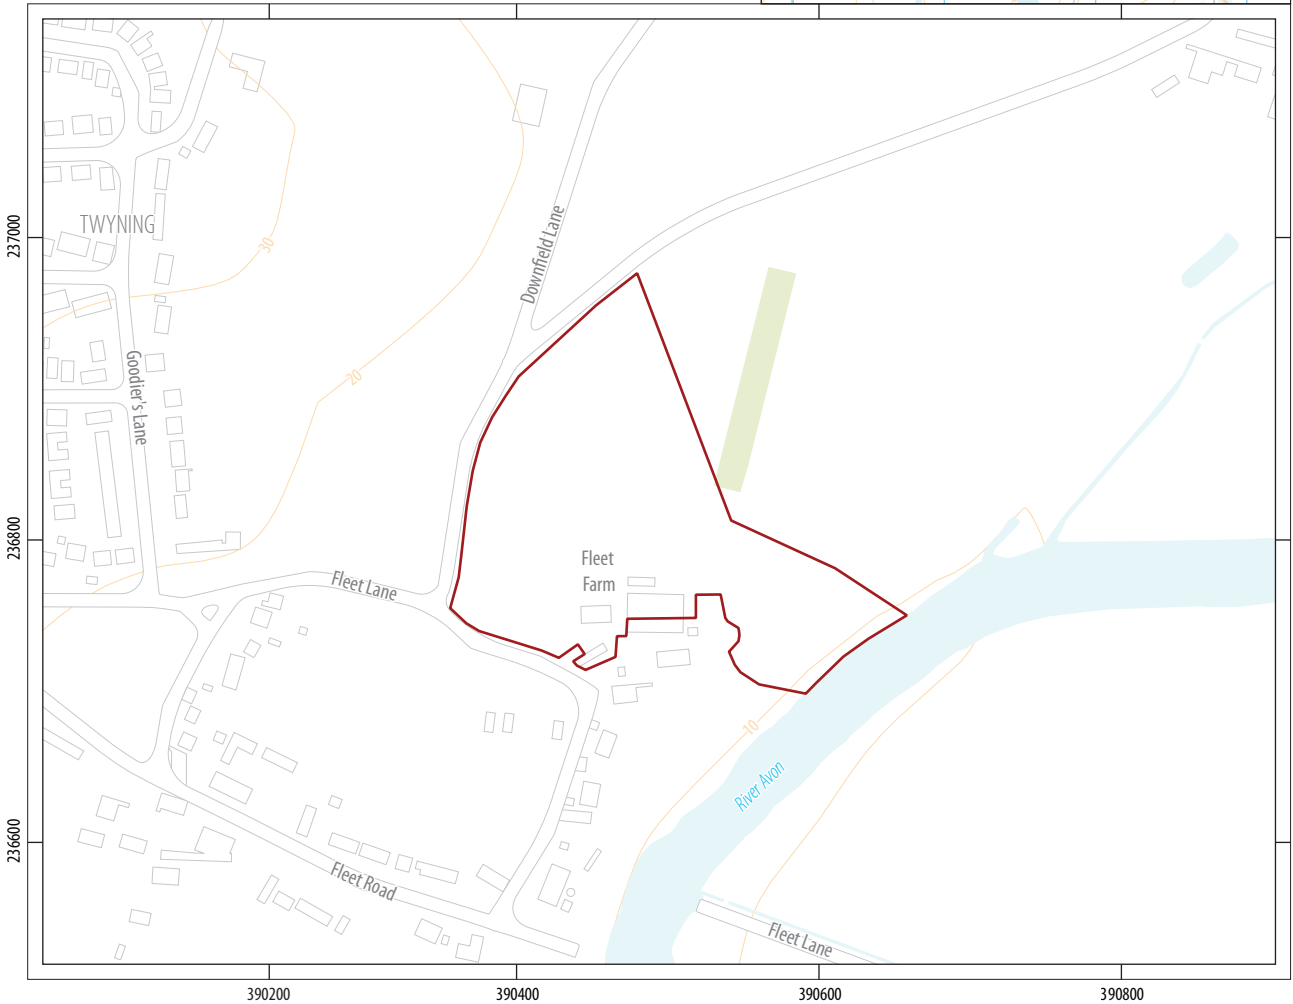 TWYNING
30
Downfield Lane
237000
20
Goodier's Lane
236800
Fleet
Farm
Fleet Lane
10
River Avon
236600
Fleet Road
Fleet Lane
390200
390400
390600
390800